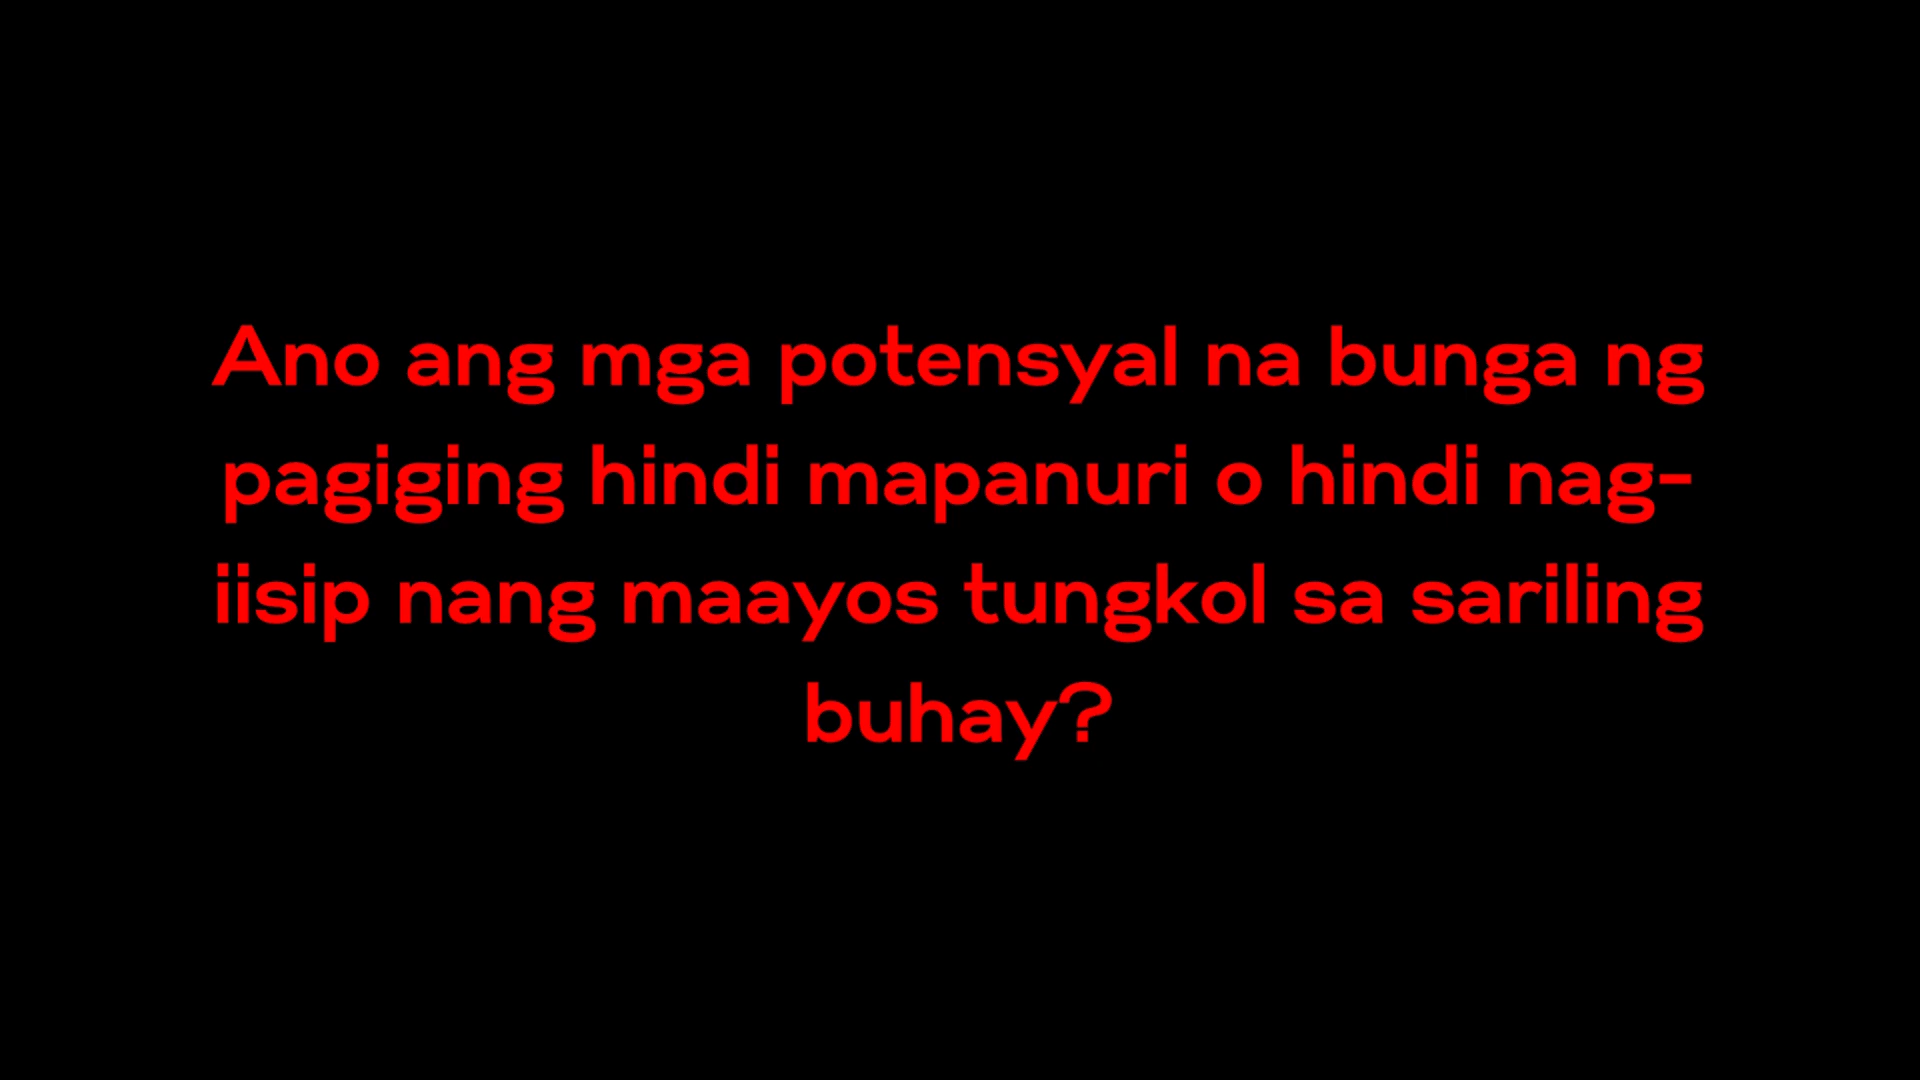 Ano ang mga potensyal na bunga ng
pagiging hindi mapanuri o hindi nag-
iisip nang maayos tungkol sa sariling
buhay?